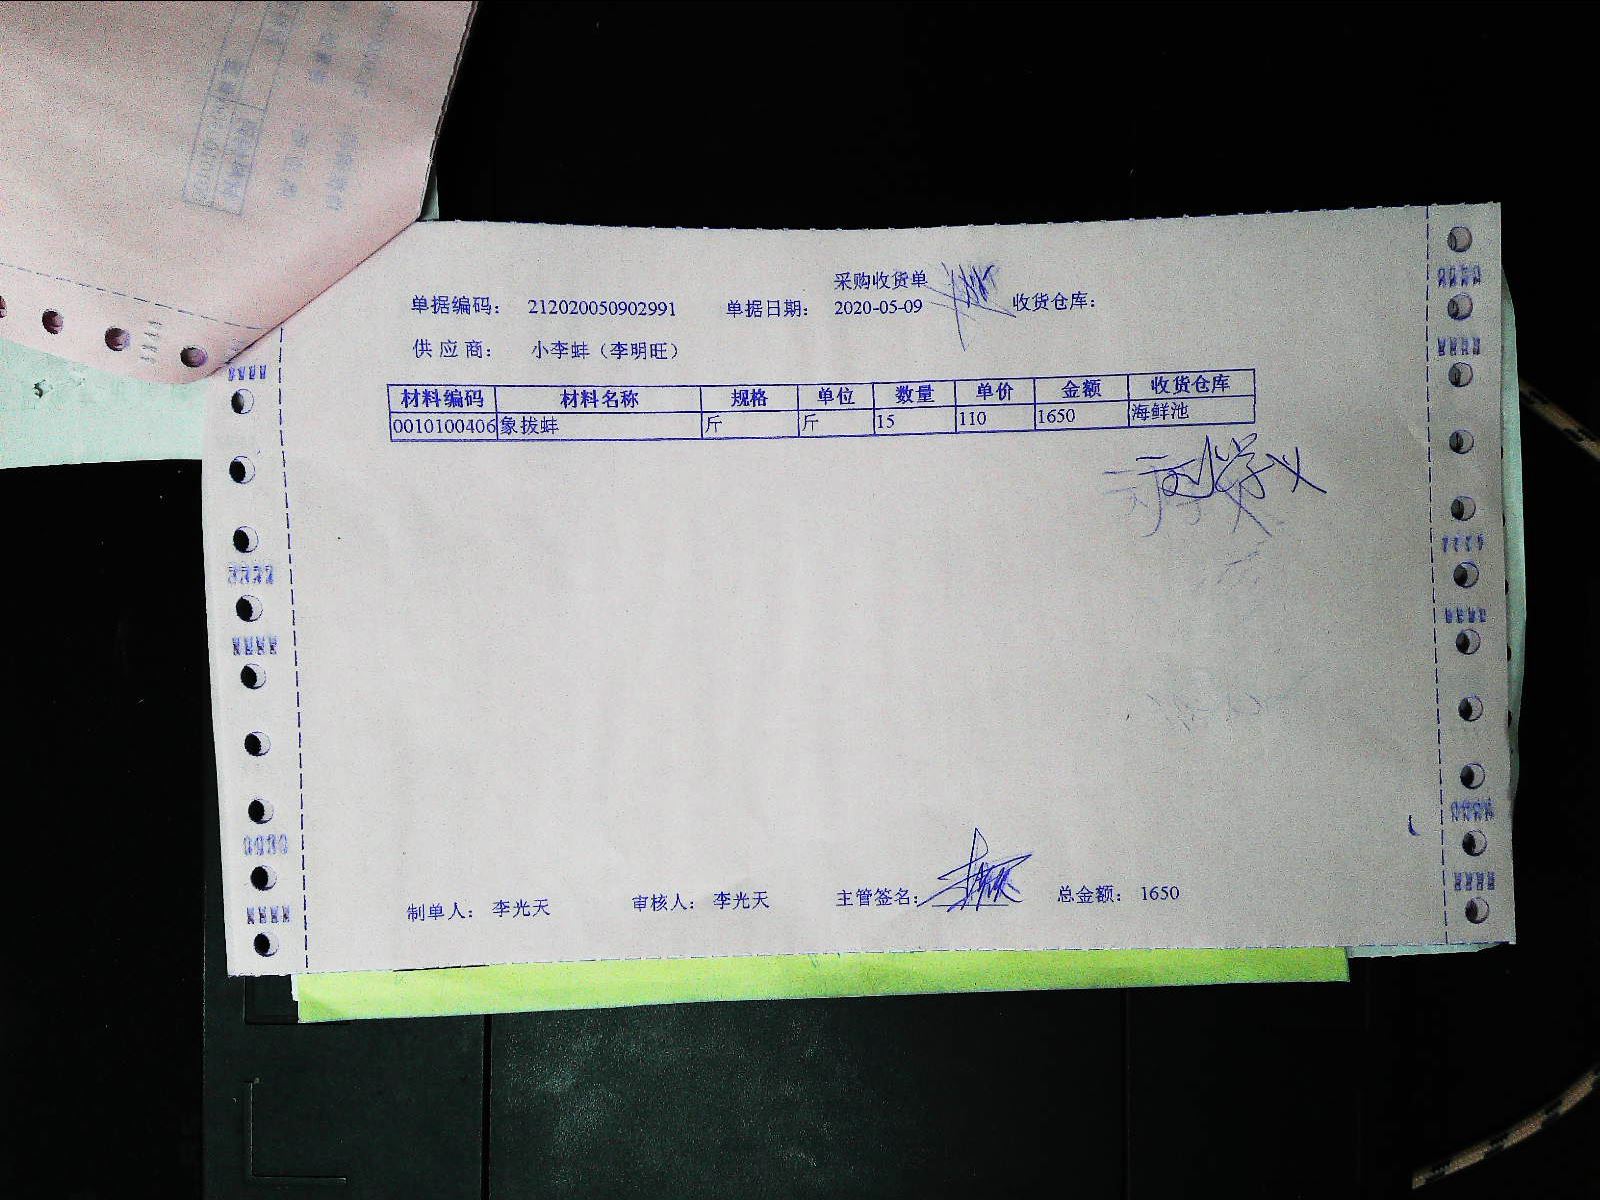 采购收货单
单据编码： 212020050902991 单据日期： 2020-05-09 收货仓库：
供应商： 小李蚌（李明旺）
材料编码 材料名称 规格 单位 数量 单价 金额 收货仓库
0010100406 象拔蚌 斤 斤 15 110 1650 海鲜池
制单人： 李光天 审核人： 李光天 主管签名： 总金额： 1650